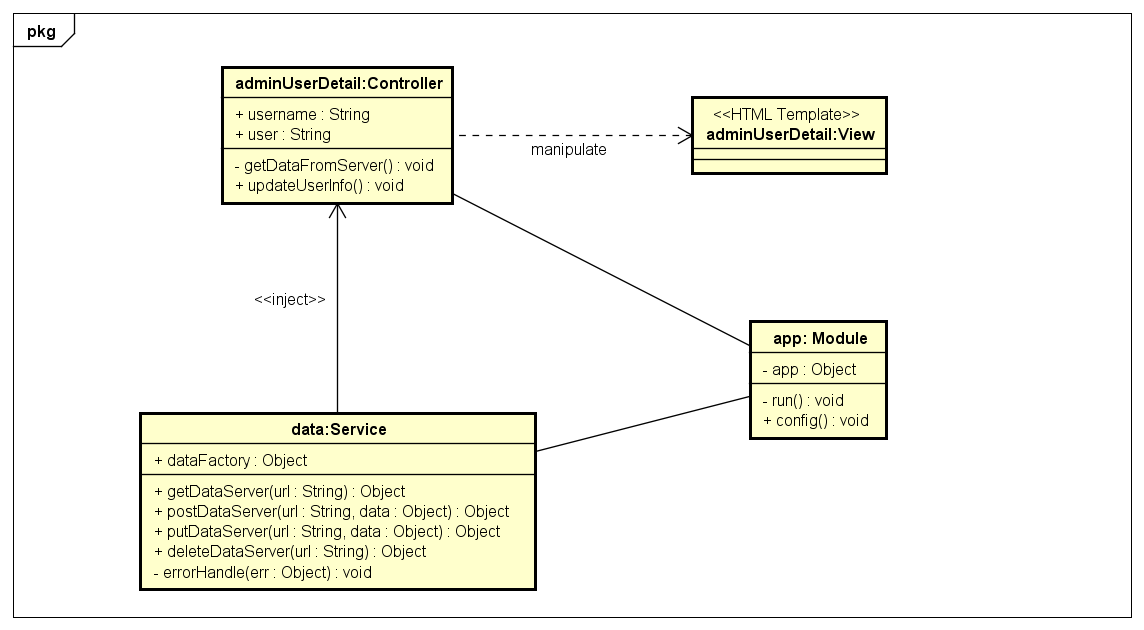 pkg
adminUserDetail:Controller
+ username : String
+ user : String
- getDataFromServer() : void
+ updateUserInfo() : void
manipulate
<<HTML Template>>
adminUserDetail:View
<<inject>>
app: Module
- app : Object
- run() : void
+ config() : void
data:Service
+ dataFactory : Object
+ getDataServer(url : String) : Object
+ postDataServer(url : String, data : Object) : Object
+ putDataServer(url : String, data : Object) : Object
+ deleteDataServer(url : String) : Object
- errorHandle(err : Object) : void